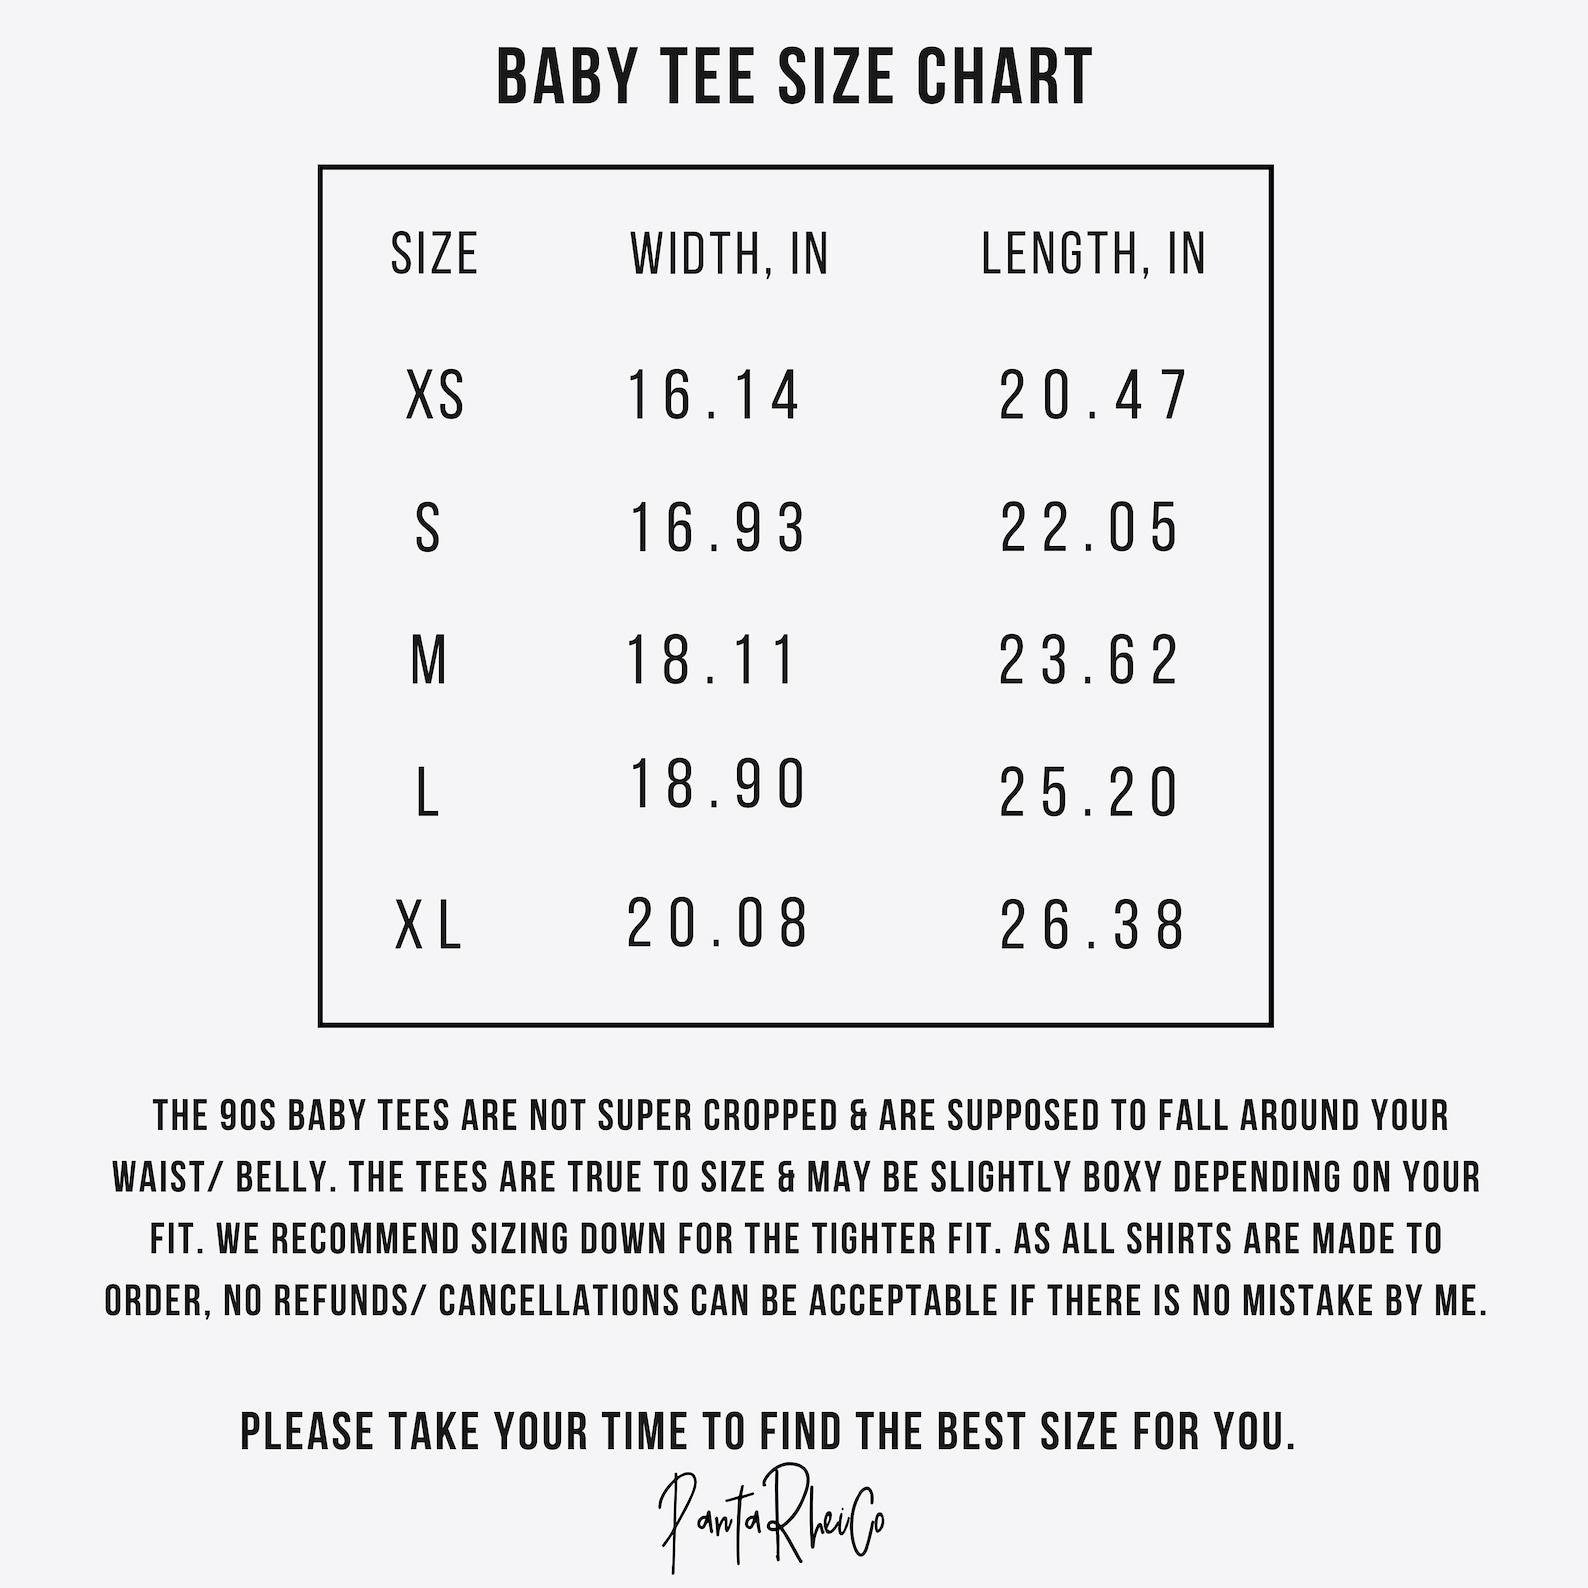 BABY TEE SIZE CHART
SIZE WIDTH, IN LENGTH, IN
XS 16.14 20.47
S 16.93 22.05
M 18.11 23.62
L 18.90 25.20
XL 20.08 26.38
THE 90S BABY TEES ARE NOT SUPER CROPPED & ARE SUPPOSED TO FALL AROUND YOUR
WAIST/ BELLY. THE TEES ARE TRUE TO SIZE & MAY BE SLIGHTLY BOXY DEPENDING ON YOUR
FIT. WE RECOMMEND SIZING DOWN FOR THE TIGHTER FIT. AS ALL SHIRTS ARE MADE TO
ORDER, NO REFUNDS/ CANCELLATIONS CAN BE ACCEPTABLE IF THERE IS NO MISTAKE BY ME.
PLEASE TAKE YOUR TIME TO FIND THE BEST SIZE FOR YOU.
PantaRheiCo